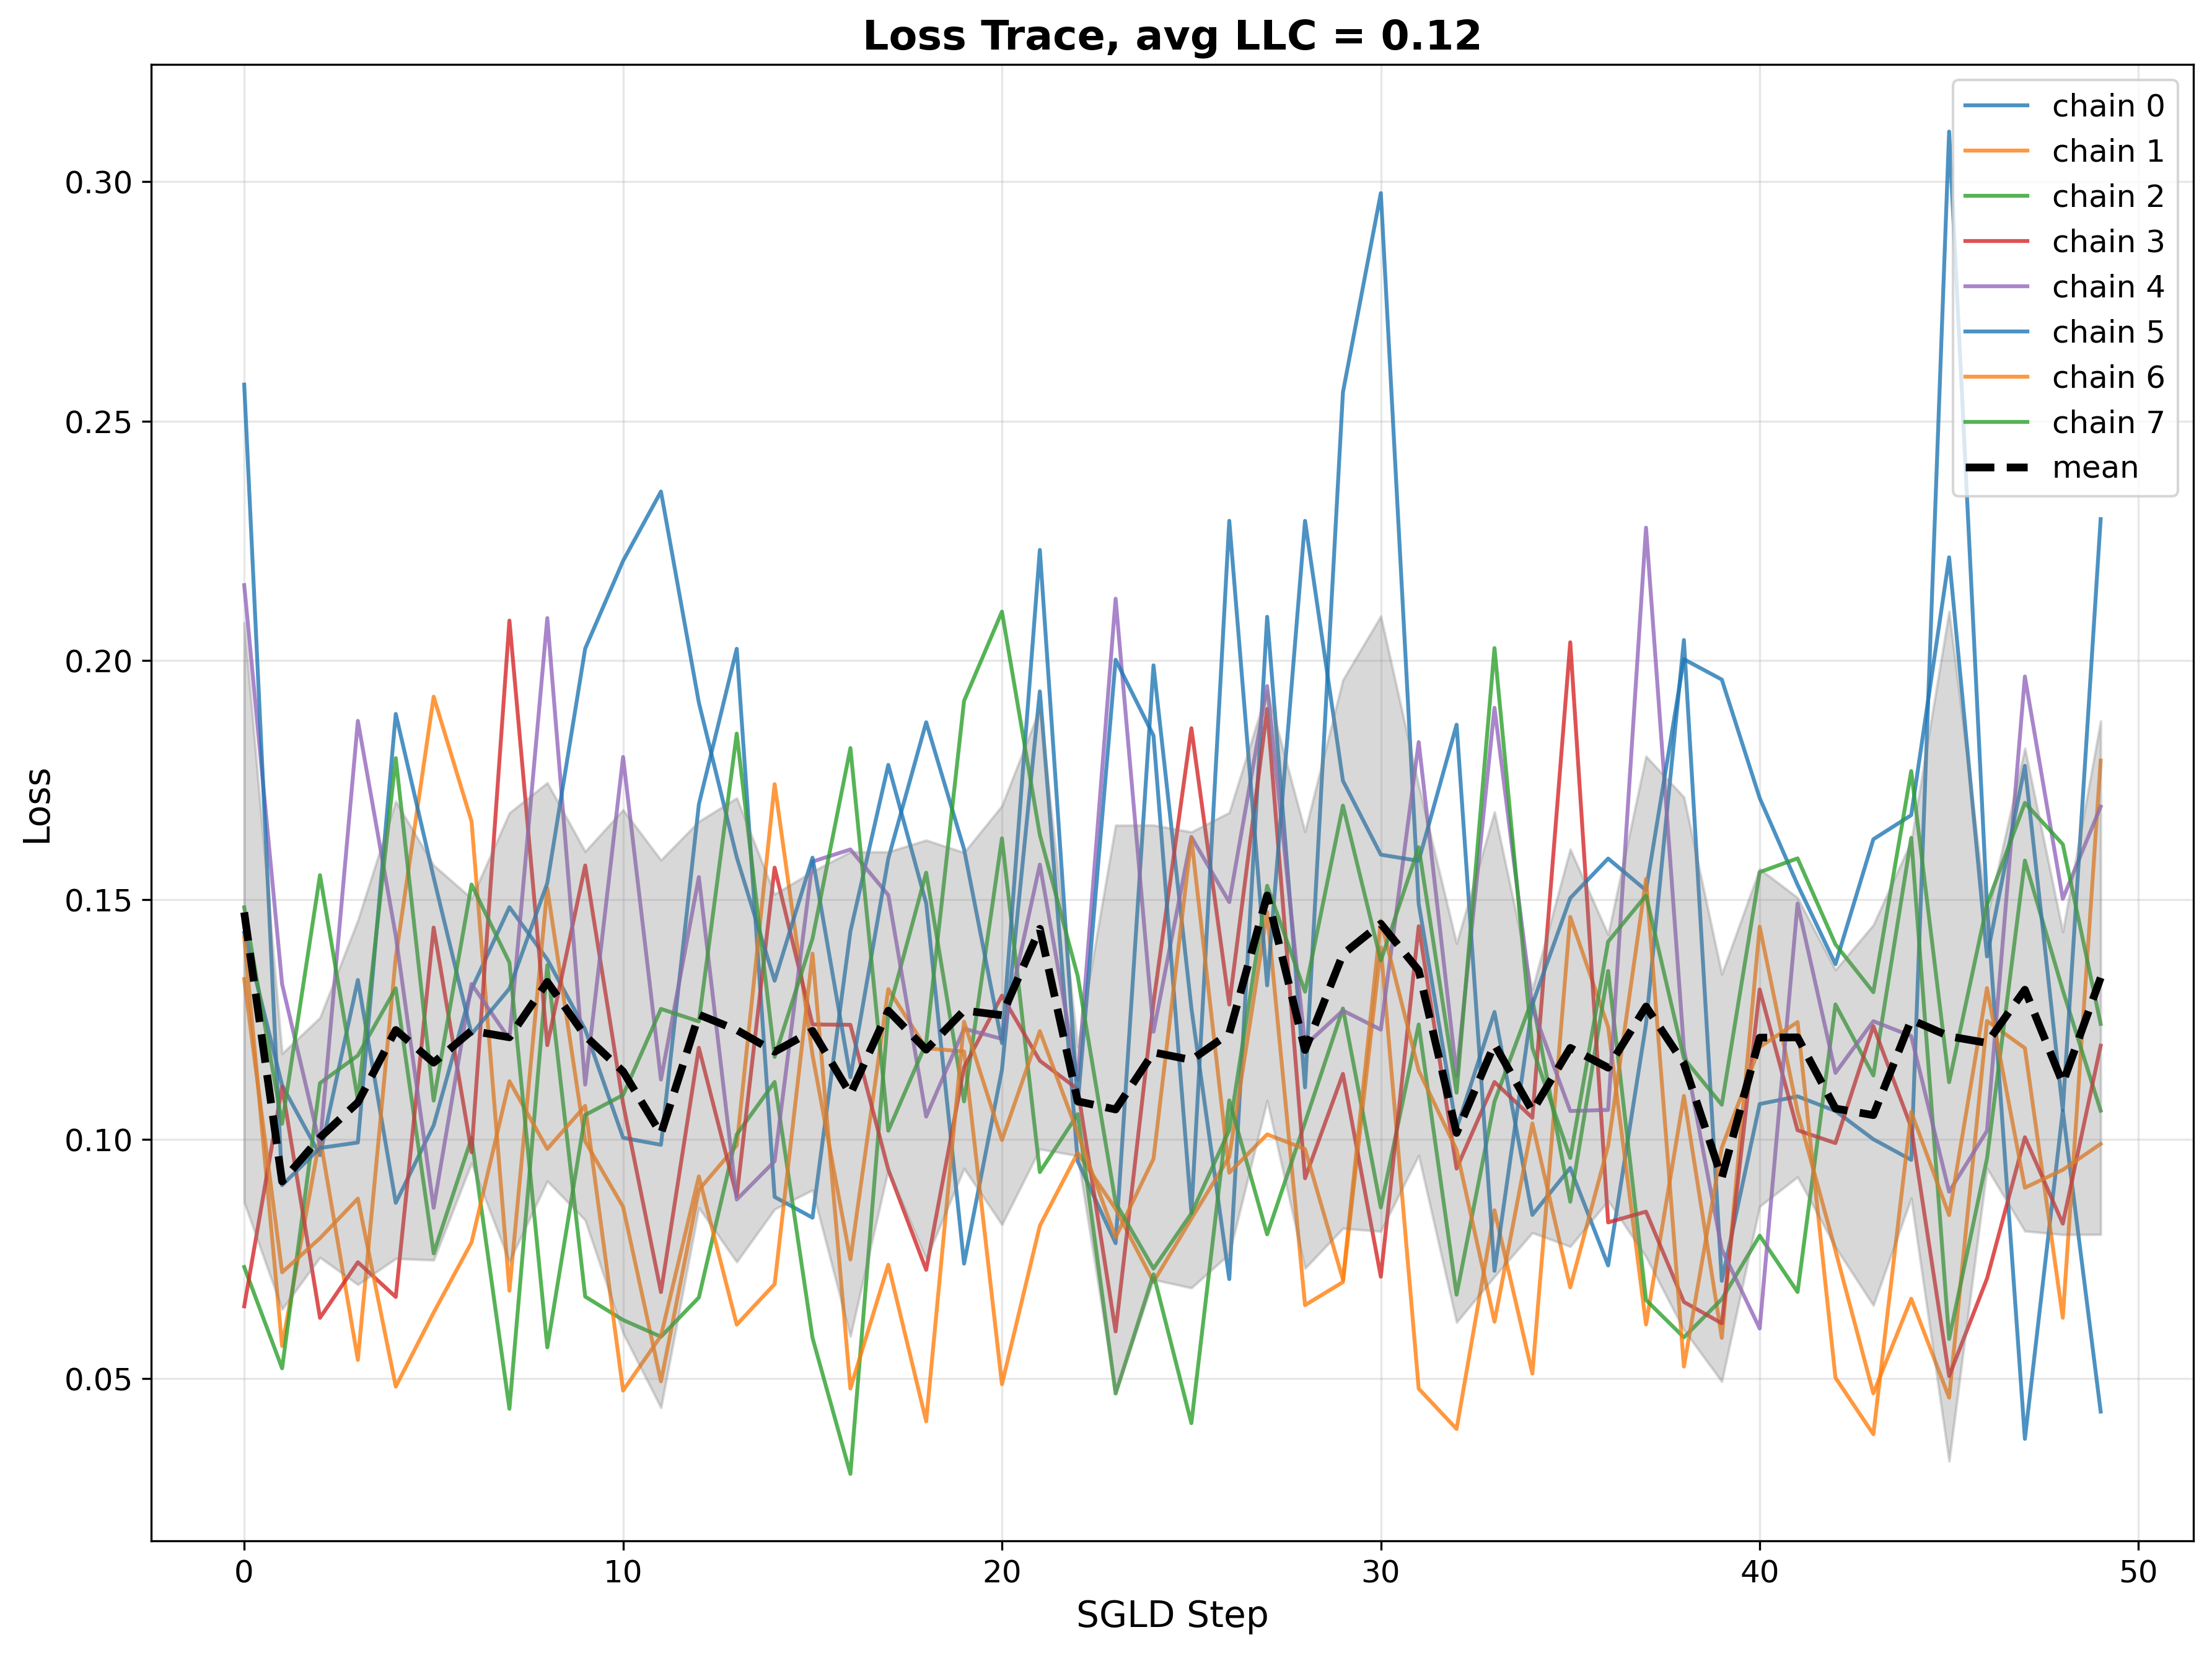 Loss Trace, avg LLC = 0.12
chain 0
chain 1
chain 2
chain 3
chain 4
chain 5
chain 6
chain 7
mean
Loss
0.30
0.25
0.20
0.15
0.10
0.05
0 10 20 30 40 50
SGLD Step